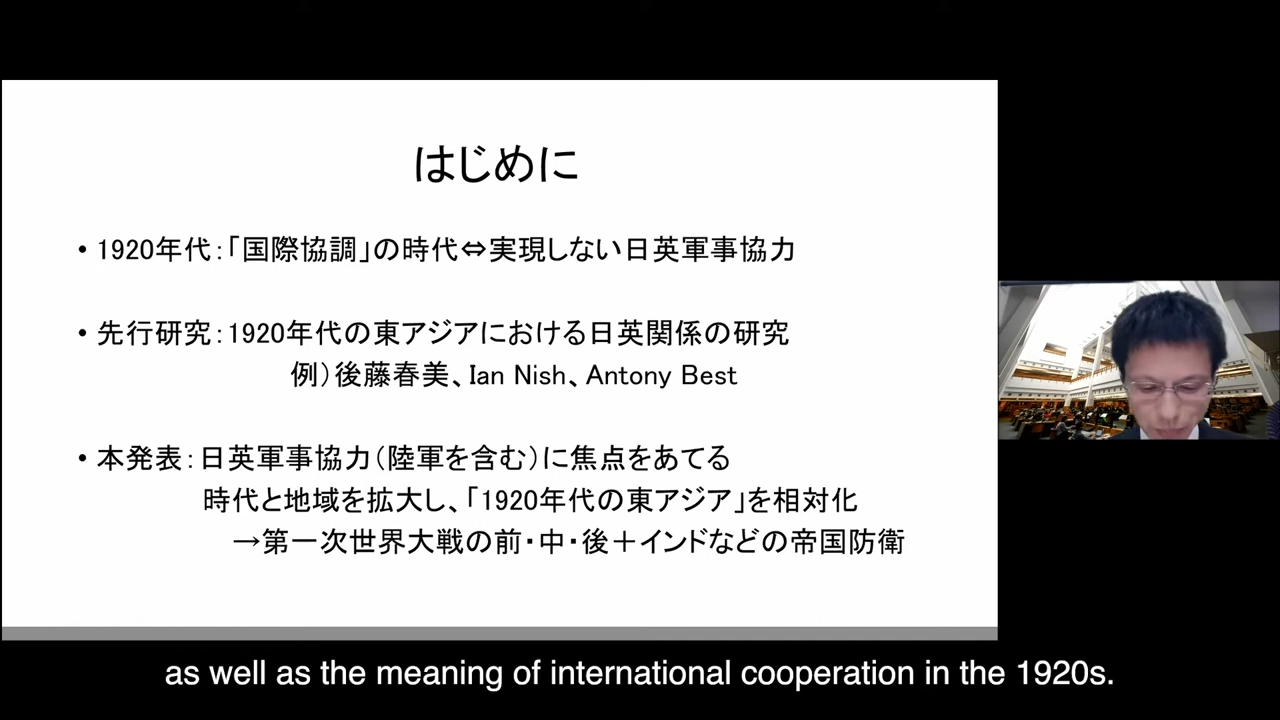 はじめに
• 1920年代：「国際協調」の時代⇔実現しない日英軍事協力
• 先行研究：1920年代の東アジアにおける日英関係の研究
例）後藤春美、Ian Nish、Antony Best
• 本発表：日英軍事協力（陸軍を含む）に焦点をあてる
時代と地域を拡大し、「1920年代の東アジア」を相対化
→第一次世界大戦の前・中・後＋インドなどの帝国防衛
as well as the meaning of international cooperation in the 1920s.